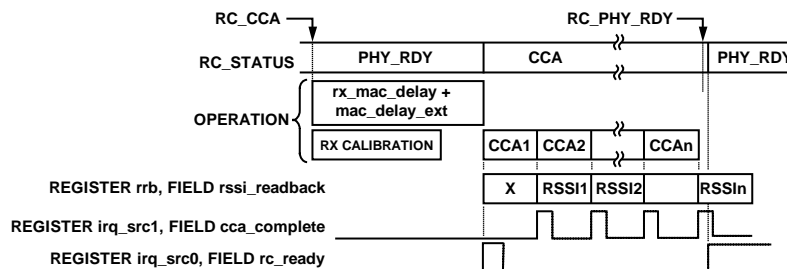 RC_CCA
RC_PHY_RDY
RC_STATUS
PHY_RDY
CCA
PHY_RDY
OPERATION
rx_mac_delay +
mac_delay_ext
RX CALIBRATION
CCA1
CCA2
CCAn
REGISTER rrb, FIELD rssi_readback
X
RSSI1
RSSI2
RSSIn
REGISTER irq_src1, FIELD cca_complete
REGISTER irq_src0, FIELD rc_ready